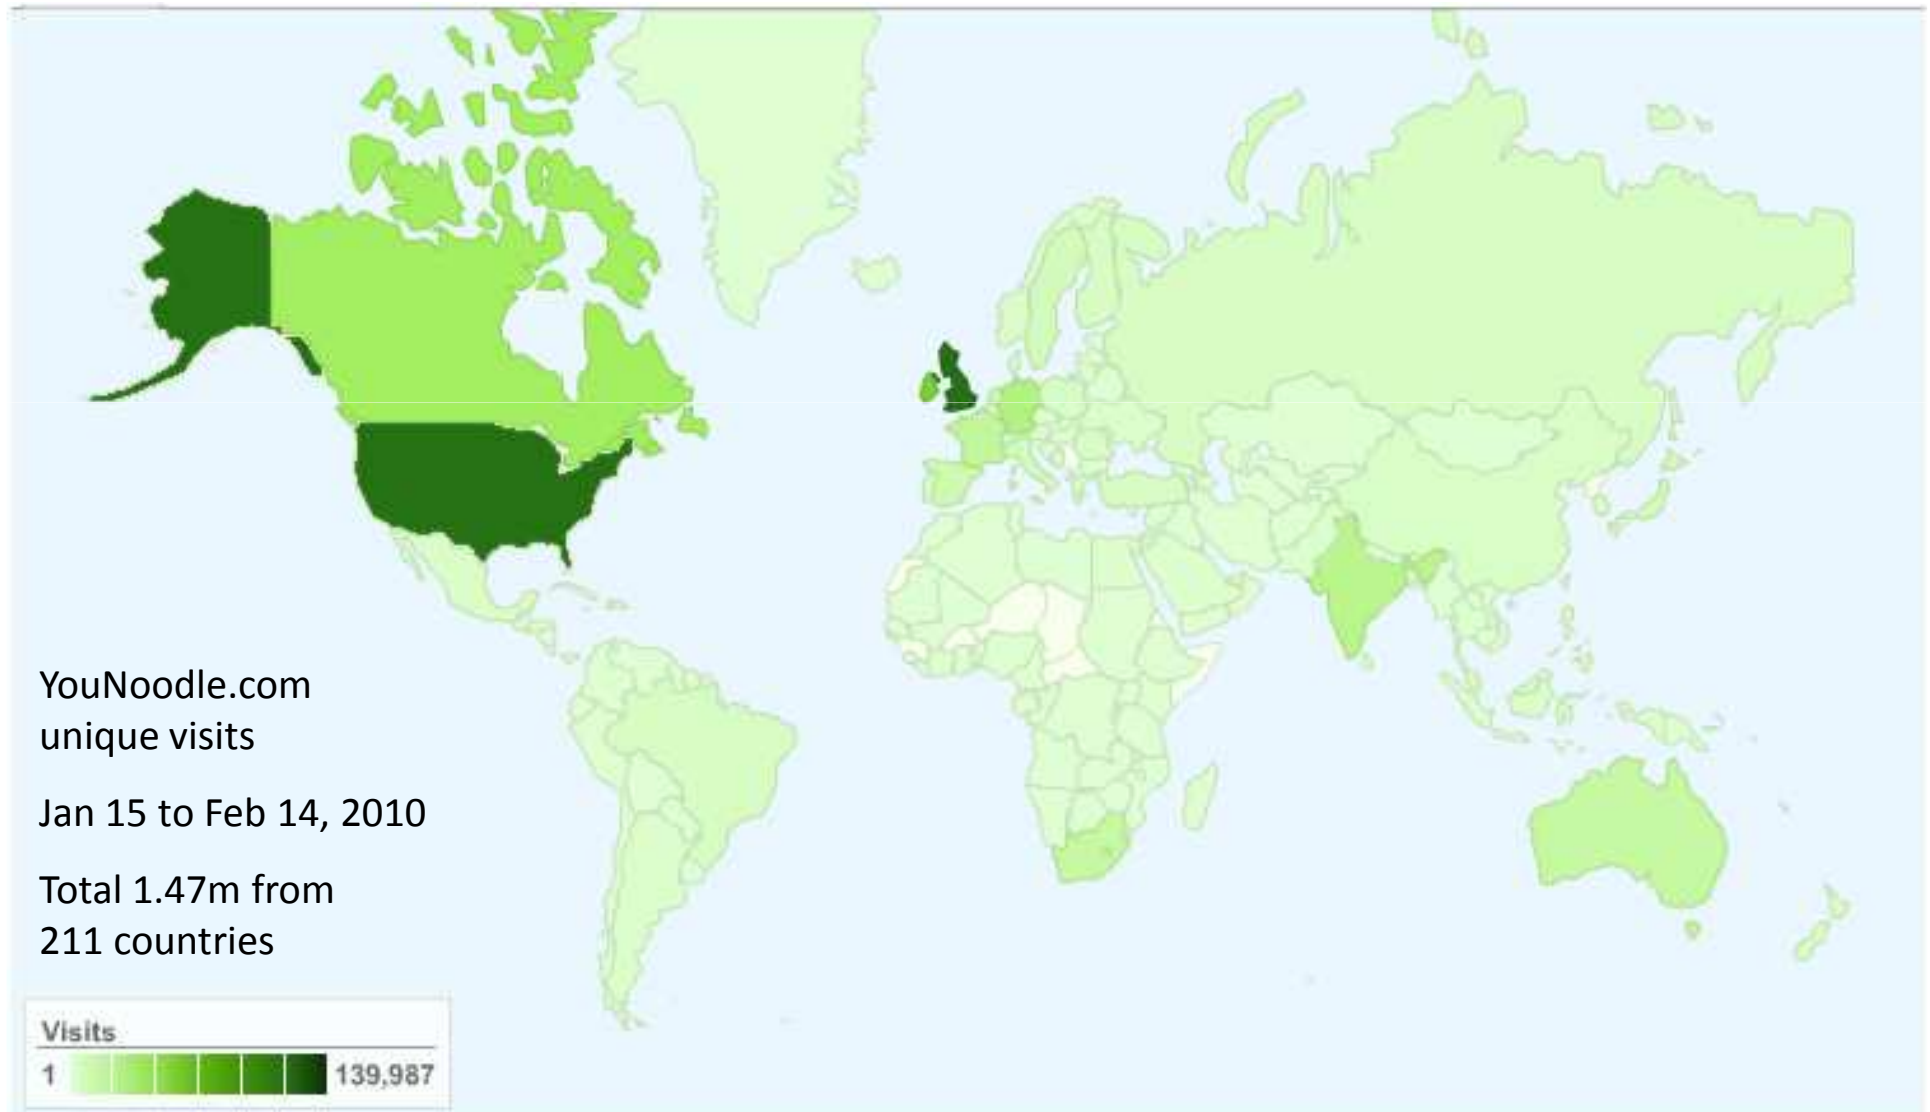 YouNoodle.com
unique visits
Jan 15 to Feb 14, 2010
Total 1.47m from
211 countries
Visits
1 139,987